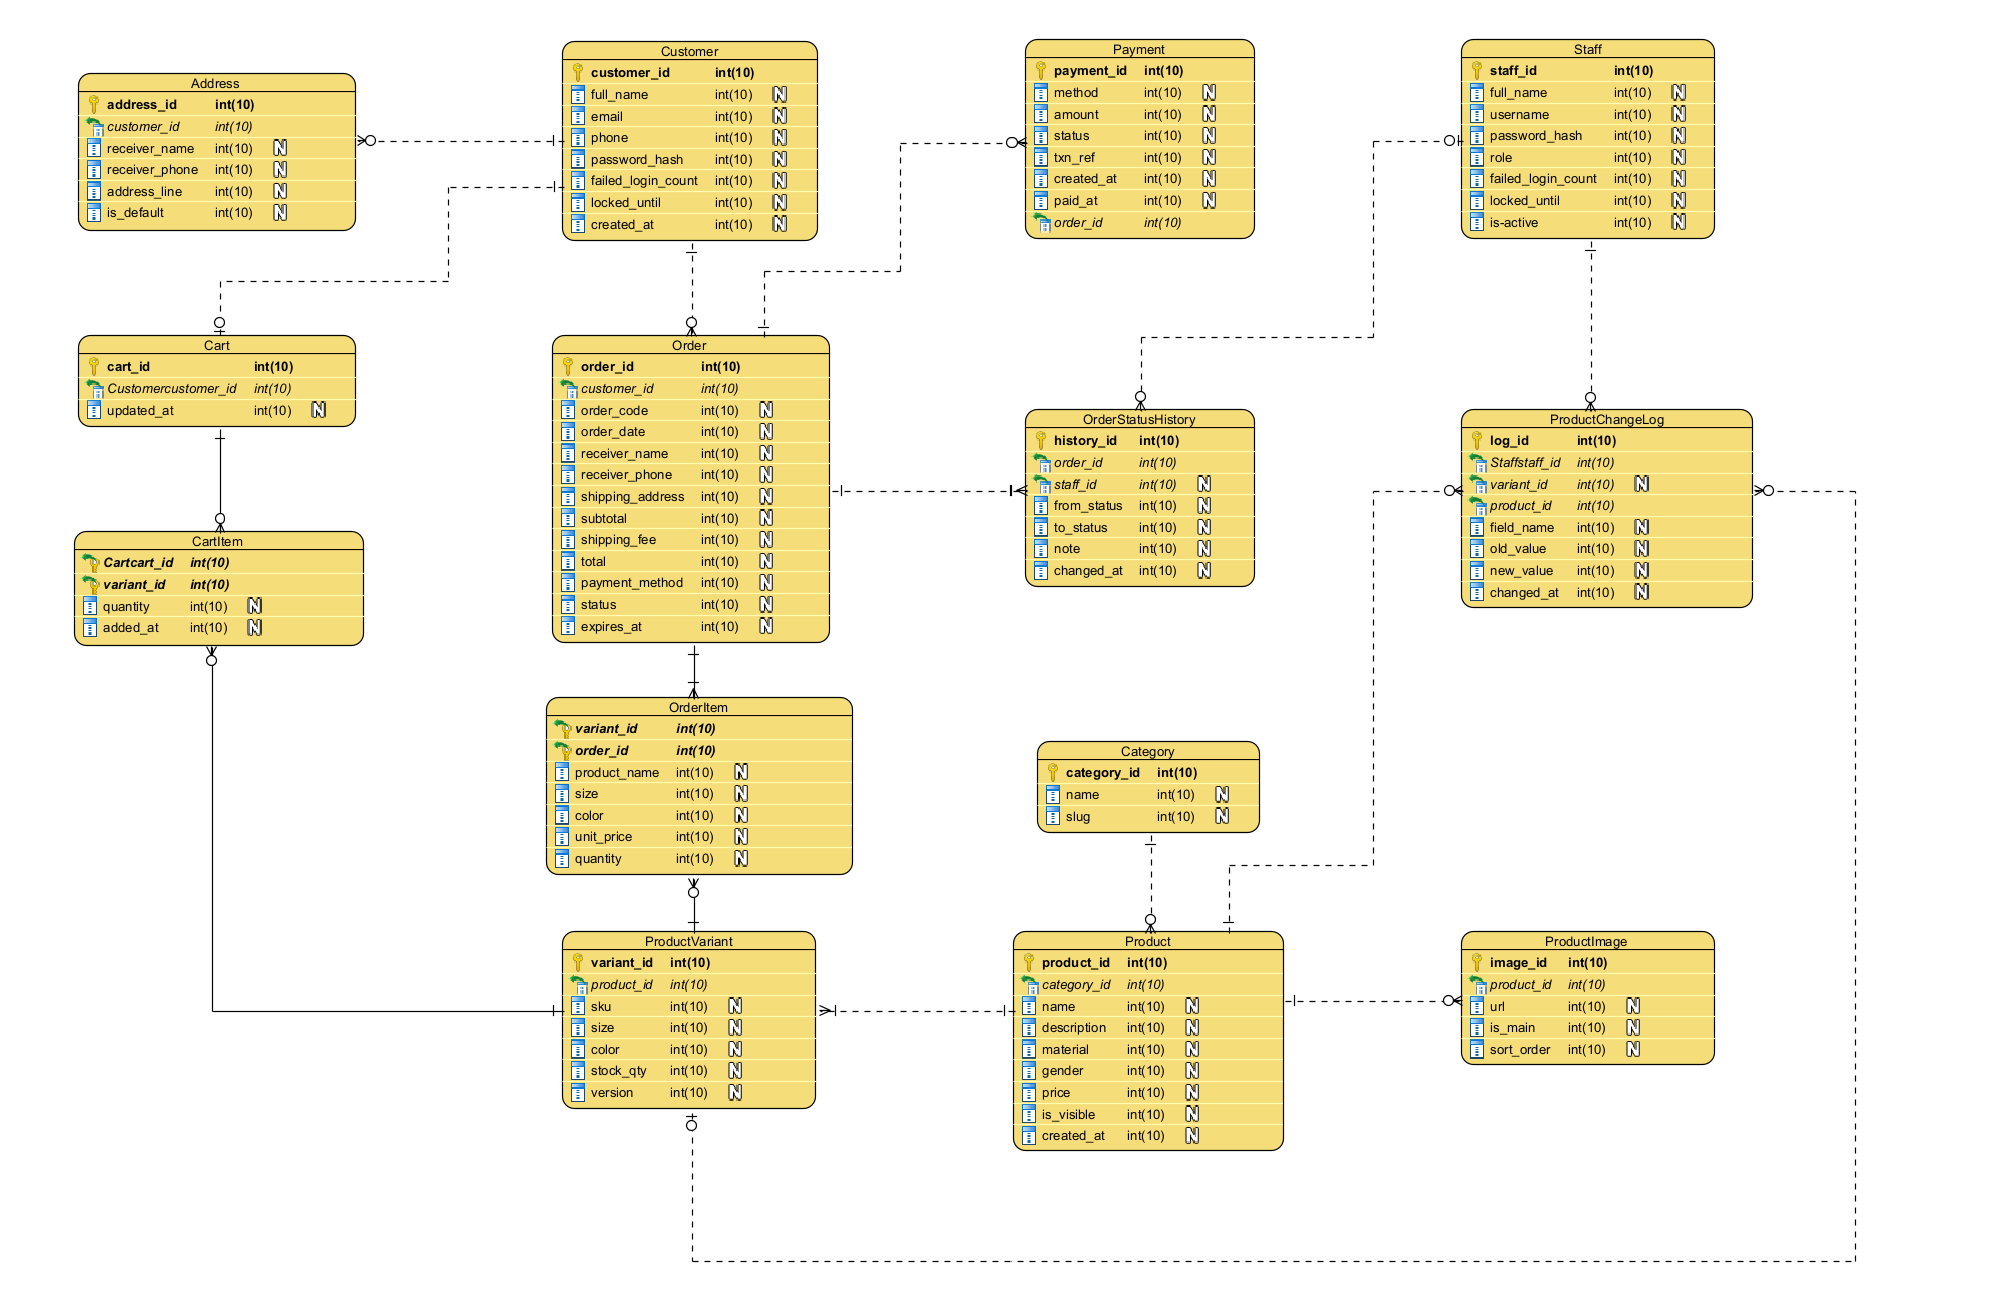 Address
address_id int(10)
customer_id int(10)
receiver_name int(10) N
receiver_phone int(10) N
address_line int(10) N
is_default int(10) N
Customer
customer_id int(10)
full_name int(10) N
email int(10) N
phone int(10) N
password_hash int(10) N
failed_login_count int(10) N
locked_until int(10) N
created_at int(10) N
Payment
payment_id int(10)
method int(10) N
amount int(10) N
status int(10) N
txn_ref int(10) N
created_at int(10) N
paid_at int(10) N
order_id int(10)
Staff
staff_id int(10)
full_name int(10) N
username int(10) N
password_hash int(10) N
role int(10) N
failed_login_count int(10) N
locked_until int(10) N
is-active int(10) N
Cart
cart_id int(10)
Customercustomer_id int(10)
updated_at int(10) N
Order
order_id int(10)
customer_id int(10)
order_code int(10) N
order_date int(10) N
receiver_name int(10) N
receiver_phone int(10) N
shipping_address int(10) N
subtotal int(10) N
shipping_fee int(10) N
total int(10) N
payment_method int(10) N
status int(10) N
expires_at int(10) N
OrderStatusHistory
history_id int(10)
order_id int(10)
staff_id int(10) N
from_status int(10) N
to_status int(10) N
note int(10) N
changed_at int(10) N
ProductChangeLog
log_id int(10)
Staffstaff_id int(10)
variant_id int(10) N
product_id int(10)
field_name int(10) N
old_value int(10) N
new_value int(10) N
changed_at int(10) N
CartItem
Cartcart_id int(10)
variant_id int(10)
quantity int(10) N
added_at int(10) N
OrderItem
variant_id int(10)
order_id int(10)
product_name int(10) N
size int(10) N
color int(10) N
unit_price int(10) N
quantity int(10) N
Category
category_id int(10)
name int(10) N
slug int(10) N
ProductVariant
variant_id int(10)
product_id int(10)
sku int(10) N
size int(10) N
color int(10) N
stock_qty int(10) N
version int(10) N
Product
product_id int(10)
category_id int(10)
name int(10) N
description int(10) N
material int(10) N
gender int(10) N
price int(10) N
is_visible int(10) N
created_at int(10) N
ProductImage
image_id int(10)
product_id int(10)
url int(10) N
is_main int(10) N
sort_order int(10) N